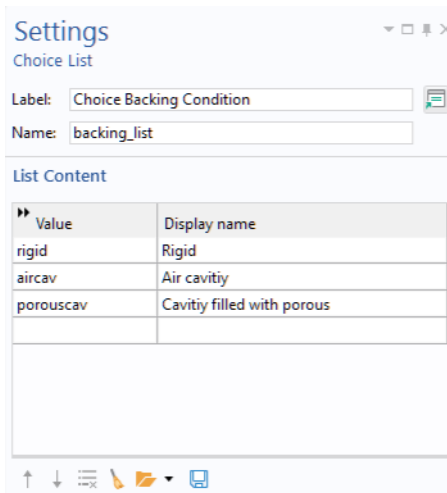 Settings
Choice List
Label: Choice Backing Condition
Name: backing_list
List Content
Value Display name
rigid Rigid
aircav Air cavitiy
porouscav Cavitiy filled with porous